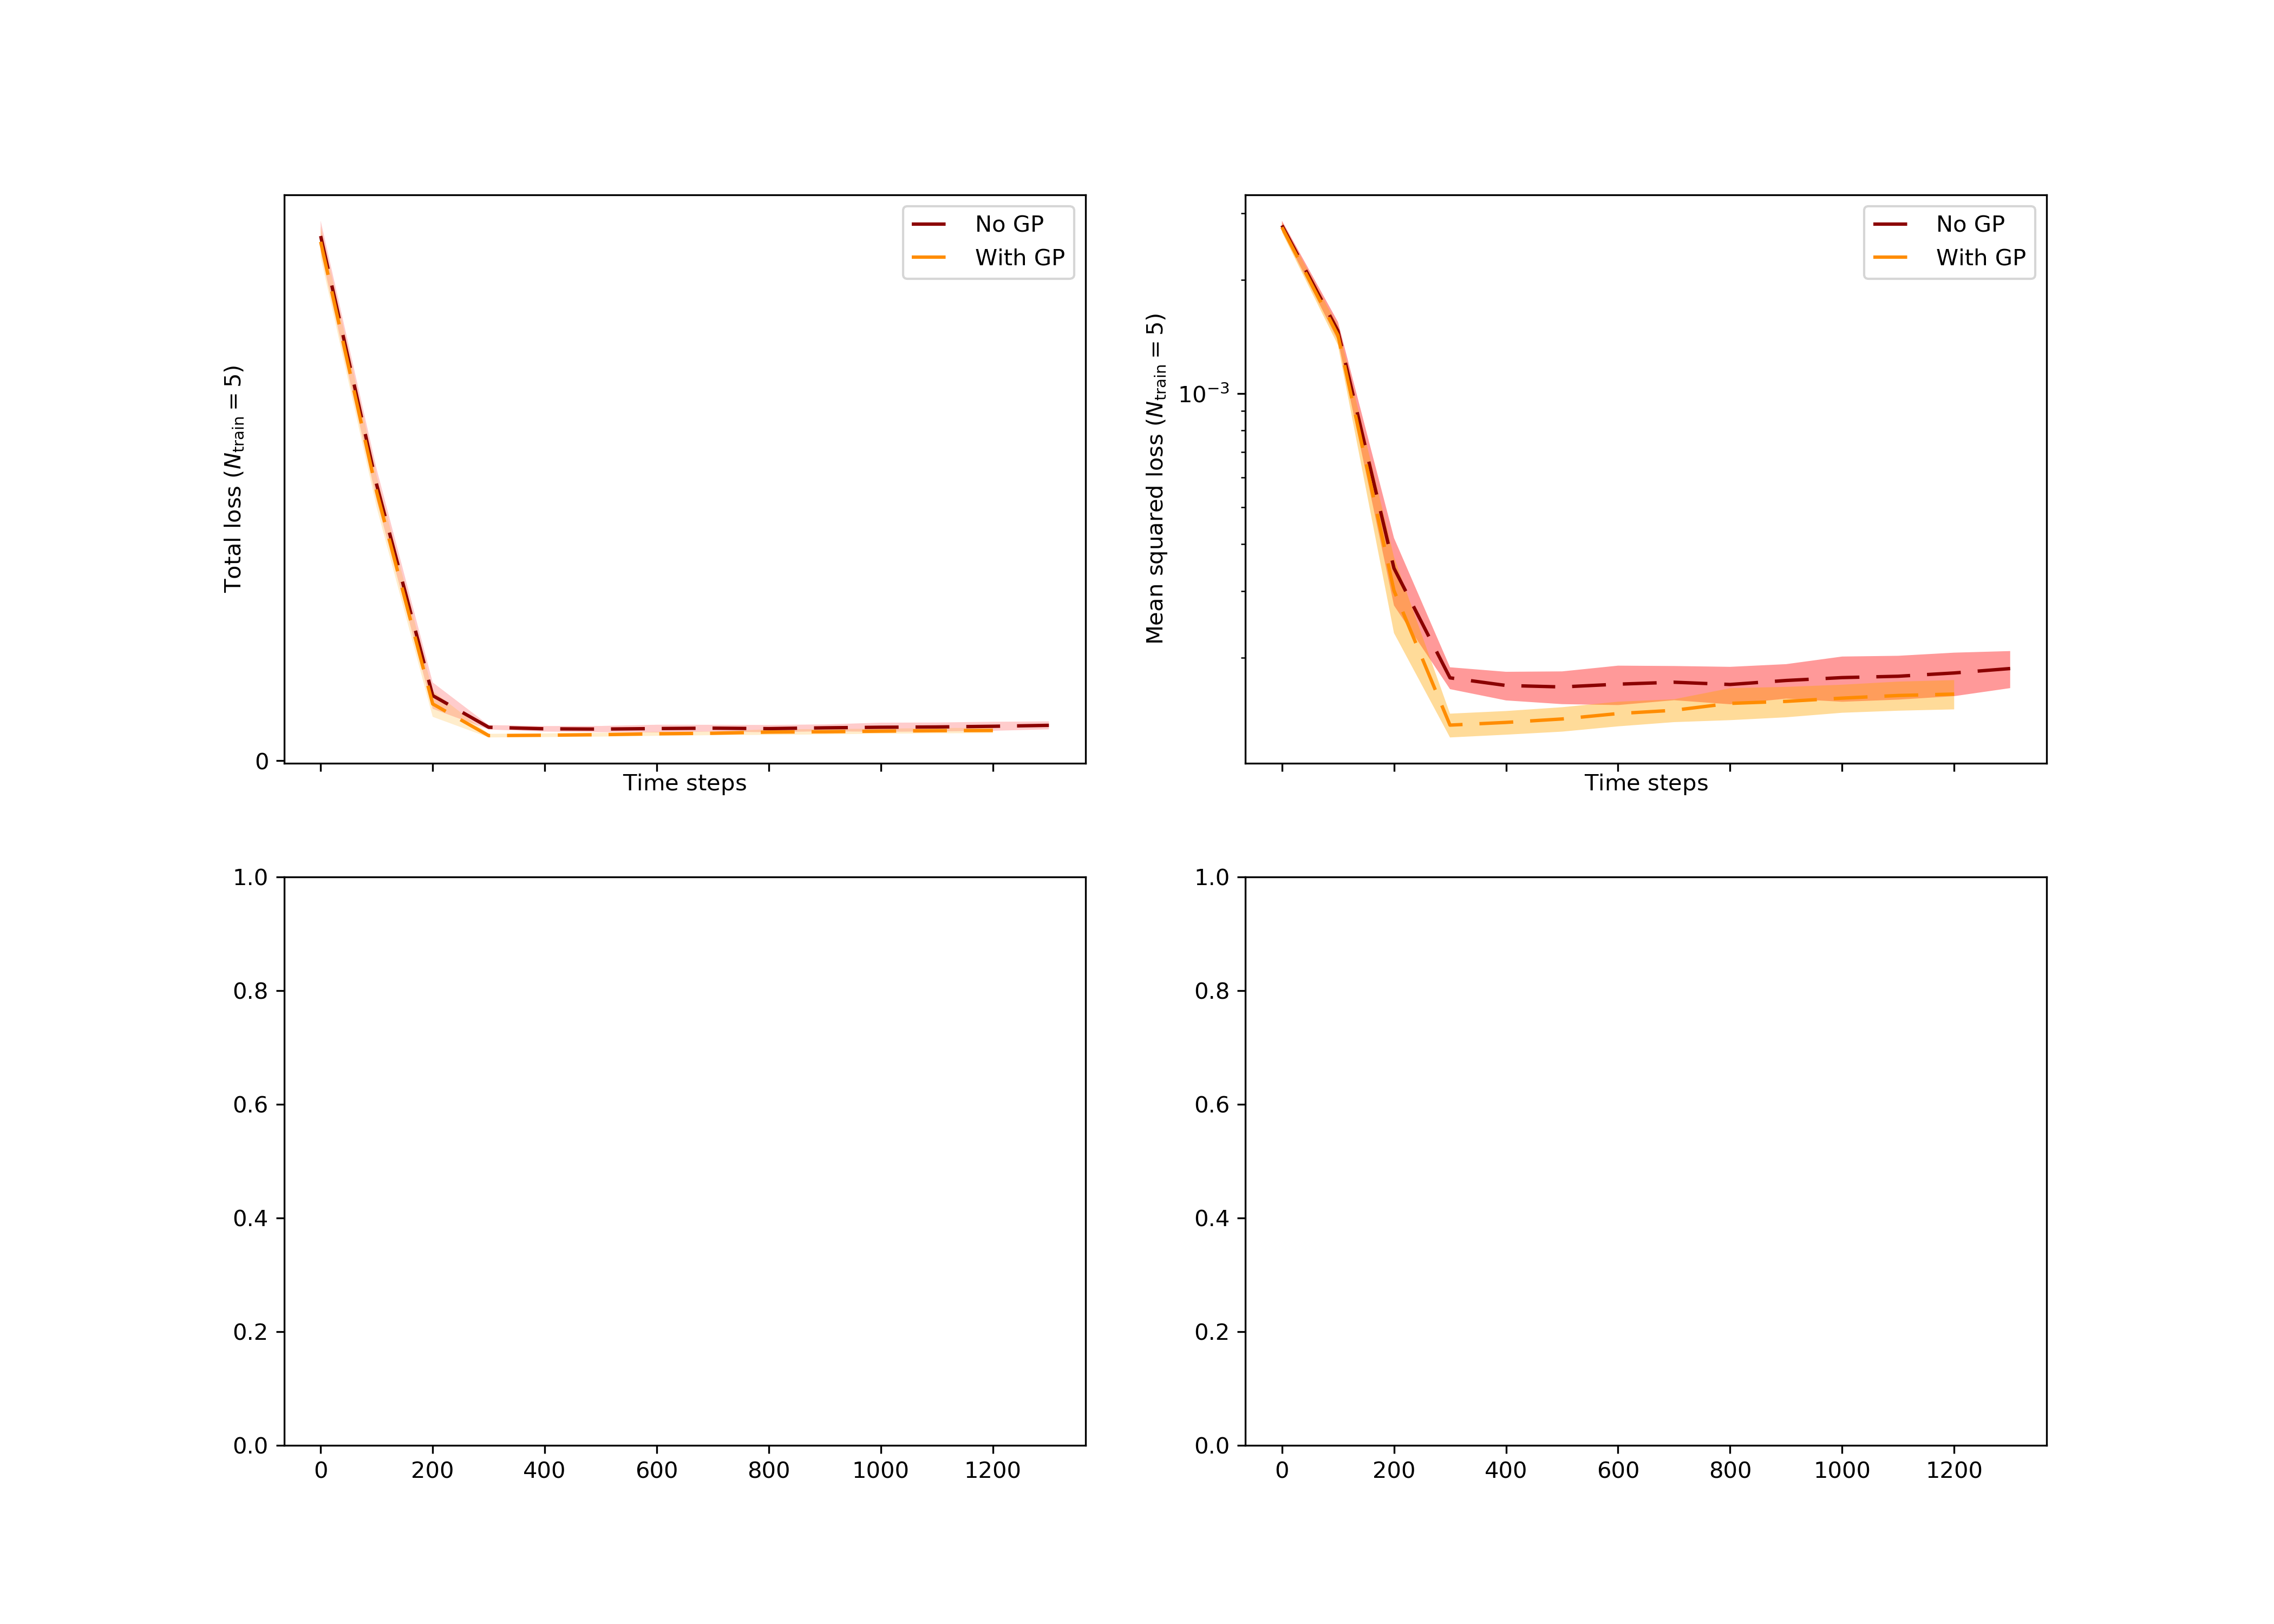 Total loss (N_train = 5)
0
No GP
With GP
Time steps
Mean squared loss (N_train = 5)
10⁻³
No GP
With GP
Time steps
1.0
0.8
0.6
0.4
0.2
0.0
0 200 400 600 800 1000 1200
1.0
0.8
0.6
0.4
0.2
0.0
0 200 400 600 800 1000 1200